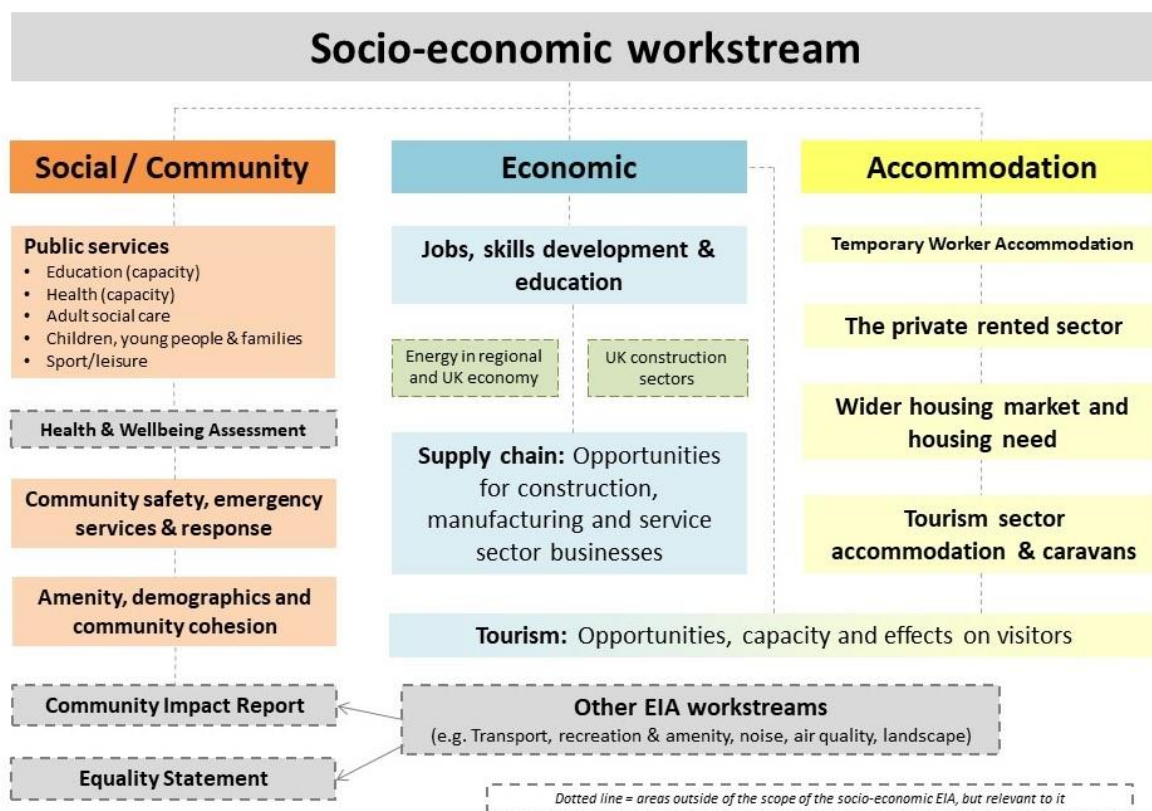 Socio-economic workstream
Social / Community
Public services
• Education (capacity)
• Health (capacity)
• Adult social care
• Children, young people & families
• Sport/leisure
Health & Wellbeing Assessment
Community safety, emergency
services & response
Amenity, demographics and
community cohesion
Community Impact Report
Equality Statement
Economic
Jobs, skills development &
education
Energy in regional
and UK economy
UK construction
sectors
Supply chain: Opportunities
for construction,
manufacturing and service
sector businesses
Accommodation
Temporary Worker Accommodation
The private rented sector
Wider housing market and
housing need
Tourism sector
accommodation & caravans
Tourism: Opportunities, capacity and effects on visitors
Other EIA workstreams
(e.g. Transport, recreation & amenity, noise, air quality, landscape)
Dotted line = areas outside of the scope of the socio-economic EIA, but relevant to it